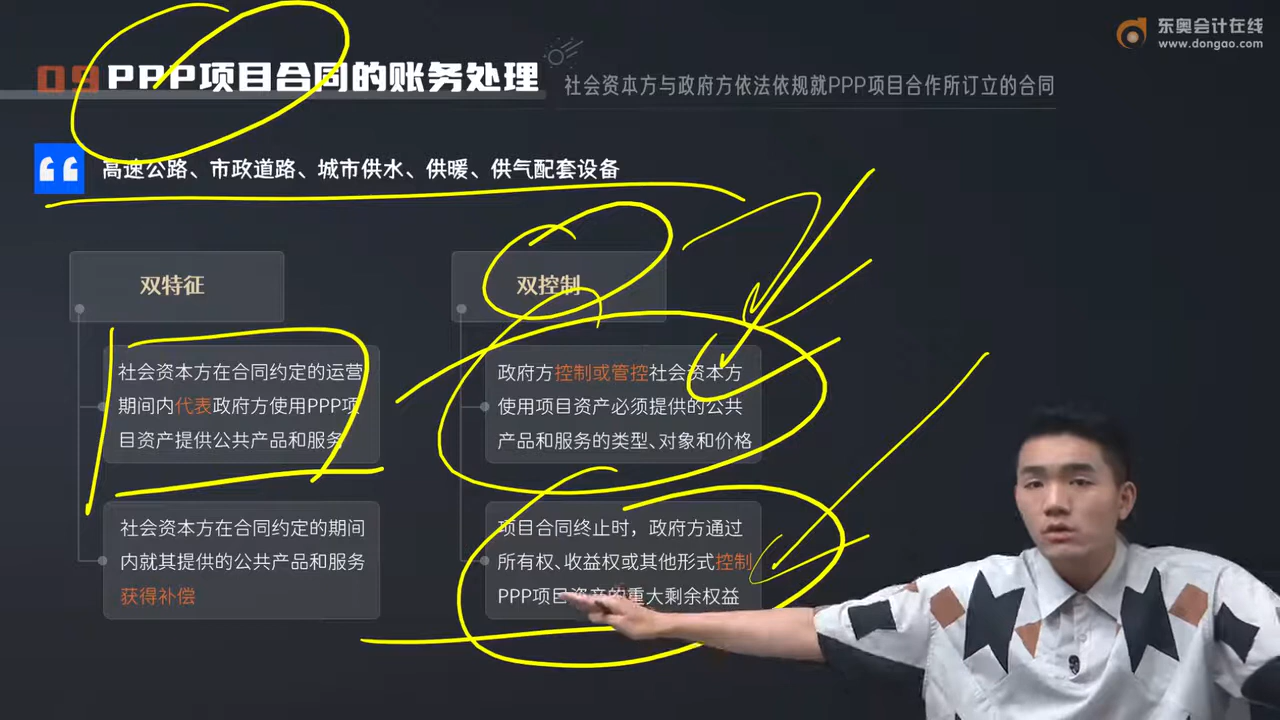 东奥会计在线
www.dongao.com
09 PPP项目合同的账务处理
社会资本方与政府方依法依规就PPP项目合作所订立的合同
高速公路、市政道路、城市供水、供暖、供气配套设备
双特征
社会资本方在合同约定的运营
期间内代表政府方使用PPP项
目资产提供公共产品和服务
社会资本方在合同约定的期间
内就其提供的公共产品和服务
获得补偿
双控制
政府方控制或管控社会资本方
使用项目资产必须提供的公共
产品和服务的类型、对象和价格
项目合同终止时，政府方通过
所有权、收益权或其他形式控制
PPP项目资产的重大剩余权益